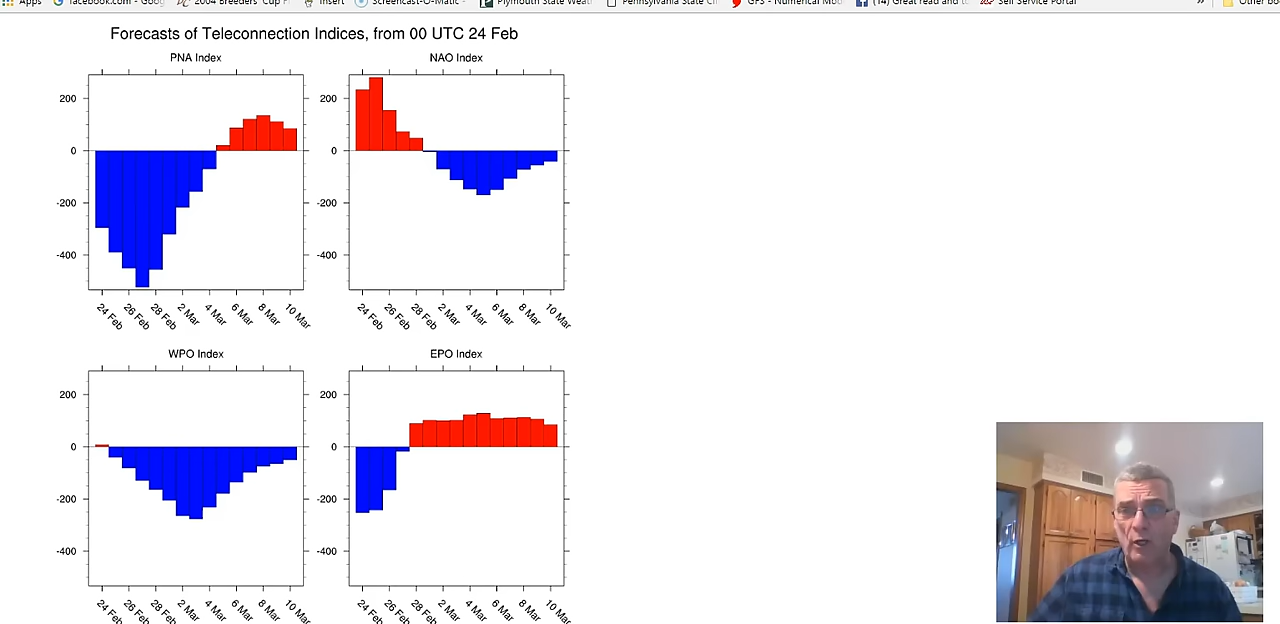 Apps facebook.com - Goog 2004 Breeders' Cup F Insert Screencast-O-Matic - Plymouth State Weat Pennsylvania State Cl GFS - Numerical Mod (14) Great read and t Self Service Portal » Other bo
Forecasts of Teleconnection Indices, from 00 UTC 24 Feb
PNA Index
200
0
-200
-400
24 Feb 26 Feb 28 Feb 2 Mar 4 Mar 6 Mar 8 Mar 10 Mar
NAO Index
200
0
-200
-400
24 Feb 26 Feb 28 Feb 2 Mar 4 Mar 6 Mar 8 Mar 10 Mar
WPO Index
200
0
-200
-400
24 Feb 26 Feb 28 Feb 2 Mar 4 Mar 6 Mar 8 Mar 10 Mar
EPO Index
200
0
-200
-400
24 Feb 26 Feb 28 Feb 2 Mar 4 Mar 6 Mar 8 Mar 10 Mar